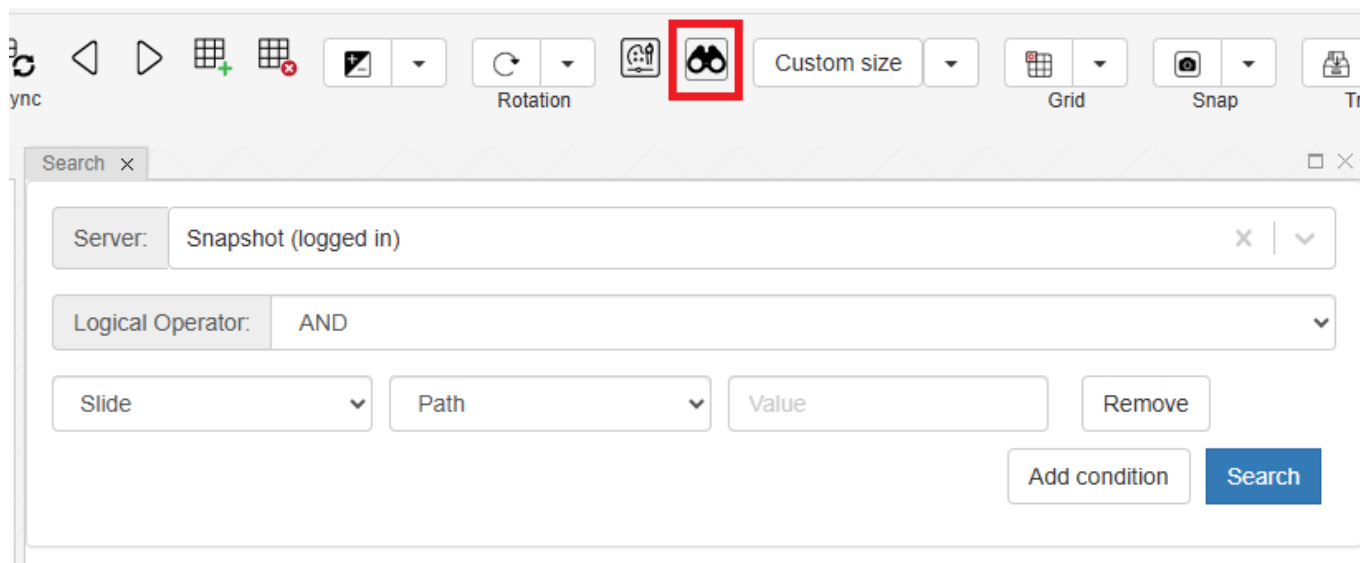 Custom size
ync Rotation Grid Snap Tr
Search
Server: Snapshot (logged in)
Logical Operator: AND
Slide Path Value Remove
Add condition Search